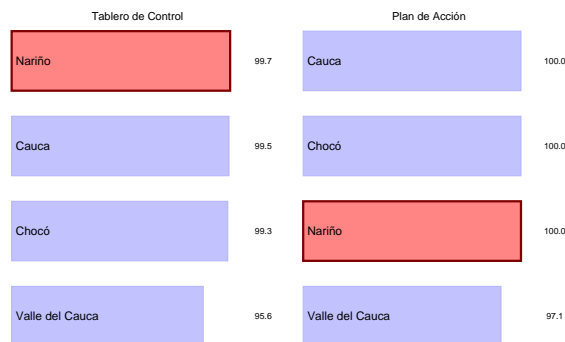 Tablero de Control
Nariño 99.7
Cauca 99.5
Chocó 99.3
Valle del Cauca 95.6
Plan de Acción
Cauca 100.0
Chocó 100.0
Nariño 100.0
Valle del Cauca 97.1